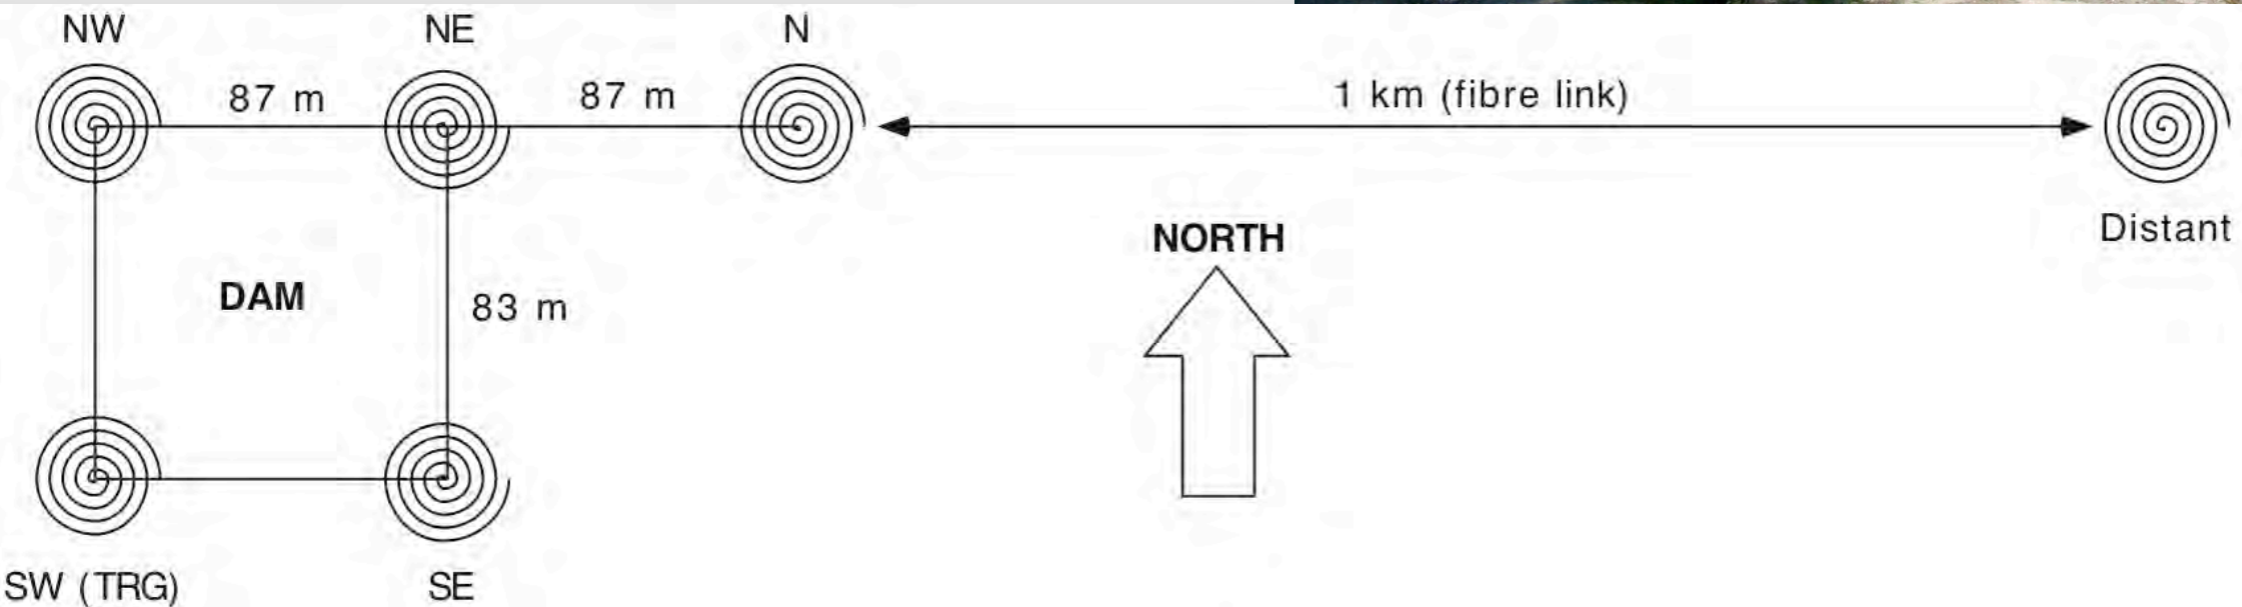 NW
NE
N
87 m
87 m
1 km (fibre link)
Distant
NORTH
DAM
83 m
SW (TRG)
SE